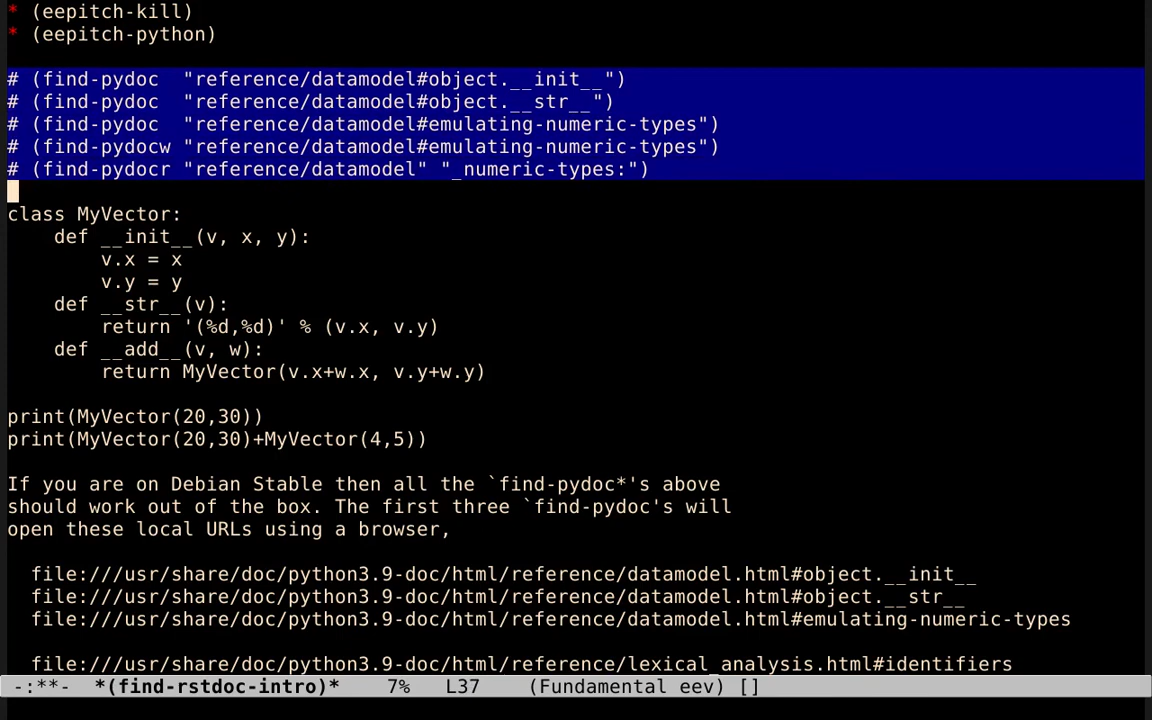 * (eepitch-kill)
* (eepitch-python)
# (find-pydoc  "reference/datamodel#object.__init__")
# (find-pydoc  "reference/datamodel#object.__str__")
# (find-pydoc  "reference/datamodel#emulating-numeric-types")
# (find-pydocw "reference/datamodel#emulating-numeric-types")
# (find-pydocr "reference/datamodel" "_numeric-types:")
class MyVector:
    def __init__(v, x, y):
        v.x = x
        v.y = y
    def __str__(v):
        return '(%d,%d)' % (v.x, v.y)
    def __add__(v, w):
        return MyVector(v.x+w.x, v.y+w.y)
print(MyVector(20,30))
print(MyVector(20,30)+MyVector(4,5))
If you are on Debian Stable then all the `find-pydoc*'s above
should work out of the box. The first three `find-pydoc's will
open these local URLs using a browser,
  file:///usr/share/doc/python3.9-doc/html/reference/datamodel.html#object.__init__
  file:///usr/share/doc/python3.9-doc/html/reference/datamodel.html#object.__str__
  file:///usr/share/doc/python3.9-doc/html/reference/datamodel.html#emulating-numeric-types
  file:///usr/share/doc/python3.9-doc/html/reference/lexical_analysis.html#identifiers
-:**-  *(find-rstdoc-intro)*    7%   L37    (Fundamental eev) []